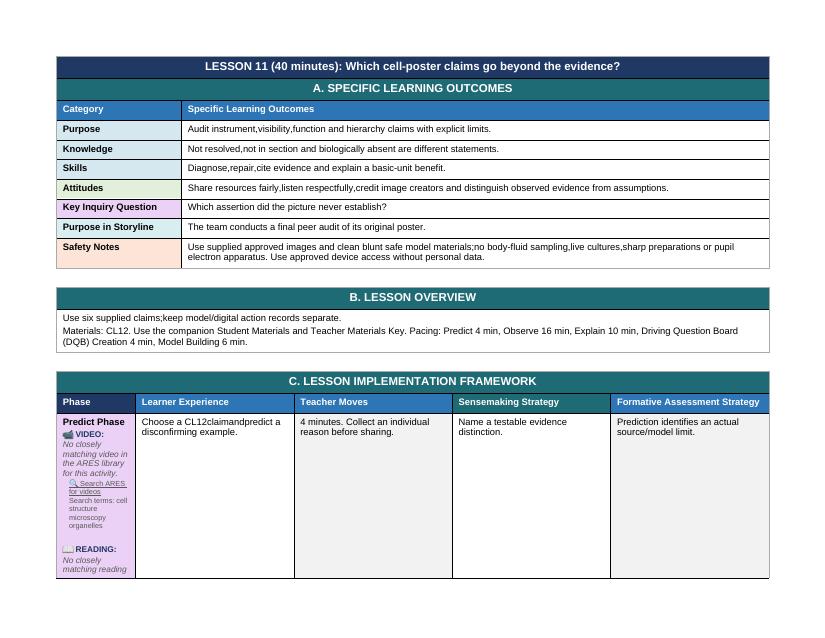 LESSON 11 (40 minutes): Which cell-poster claims go beyond the evidence?
A. SPECIFIC LEARNING OUTCOMES
Category
Specific Learning Outcomes
Purpose
Audit instrument,visibility,function and hierarchy claims with explicit limits.
Knowledge
Not resolved,not in section and biologically absent are different statements.
Skills
Diagnose,repair,cite evidence and explain a basic-unit benefit.
Attitudes
Share resources fairly,listen respectfully,credit image creators and distinguish observed evidence from assumptions.
Key Inquiry Question
Which assertion did the picture never establish?
Purpose in Storyline
The team conducts a final peer audit of its original poster.
Safety Notes
Use supplied approved images and clean blunt safe model materials;no body-fluid sampling,live cultures,sharp preparations or pupil
electron apparatus. Use approved device access without personal data.
B. LESSON OVERVIEW
Use six supplied claims;keep model/digital action records separate.
Materials: CL12. Use the companion Student Materials and Teacher Materials Key. Pacing: Predict 4 min, Observe 16 min, Explain 10 min, Driving Question Board
(DQB) Creation 4 min, Model Building 6 min.
C. LESSON IMPLEMENTATION FRAMEWORK
Phase
Learner Experience
Teacher Moves
Sensemaking Strategy
Formative Assessment Strategy
Predict Phase
📹 VIDEO:
No closely
matching video in
the ARES library
for this activity.
🔍 Search ARES
for videos
Search terms: cell
structure
microscopy
organelles
📖 READING:
No closely
matching reading
Choose a CL12claimandpredict a
disconfirming example.
4 minutes. Collect an individual
reason before sharing.
Name a testable evidence
distinction.
Prediction identifies an actual
source/model limit.